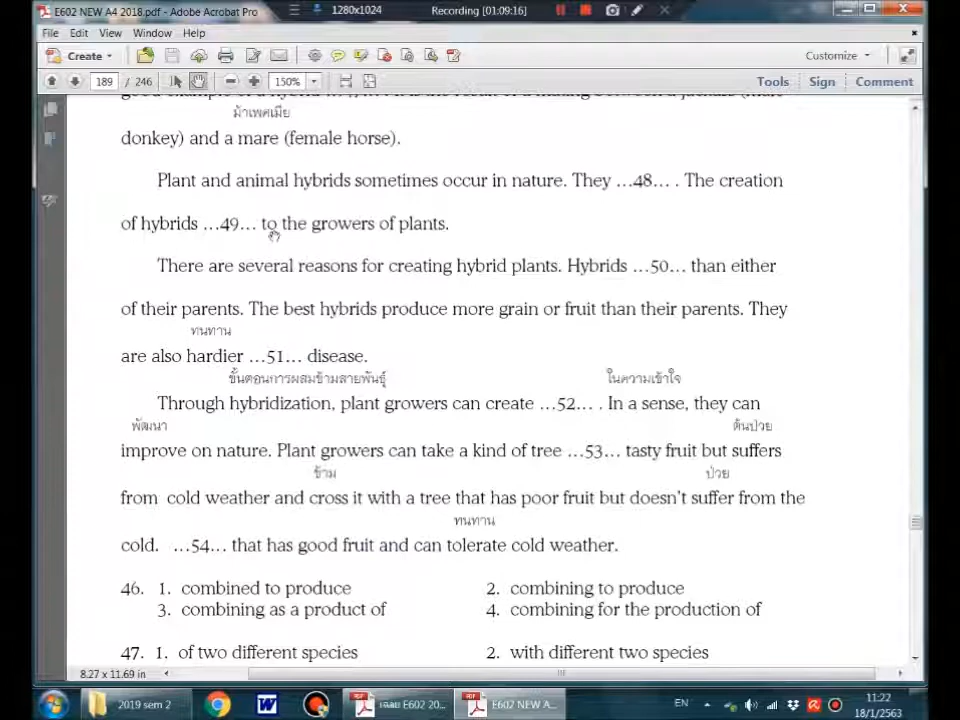 E602 NEW A4 2018.pdf - Adobe Acrobat Pro
1280x1024
Recording [01:09:16]
File Edit View Window Help
Create
Customize
189 / 246
150%
Tools Sign Comment
ม้าเพศเมีย
donkey) and a mare (female horse).
Plant and animal hybrids sometimes occur in nature. They …48… . The creation
of hybrids …49… to the growers of plants.
There are several reasons for creating hybrid plants. Hybrids …50… than either
of their parents. The best hybrids produce more grain or fruit than their parents. They
ทนทาน
are also hardier …51… disease.
ขั้นตอนการผสมข้ามสายพันธุ์ ในความเข้าใจ
Through hybridization, plant growers can create …52… . In a sense, they can
พัฒนา ต้นป่วย
improve on nature. Plant growers can take a kind of tree …53… tasty fruit but suffers
ข้าม ป่วย
from cold weather and cross it with a tree that has poor fruit but doesn't suffer from the
ทนทาน
cold. …54… that has good fruit and can tolerate cold weather.
46. 1. combined to produce 2. combining to produce
3. combining as a product of 4. combining for the production of
47. 1. of two different species 2. with different two species
8.27 x 11.69 in
2019 sem 2
เฉลย E602 20...
E602 NEW A...
EN
11:22
18/1/2563